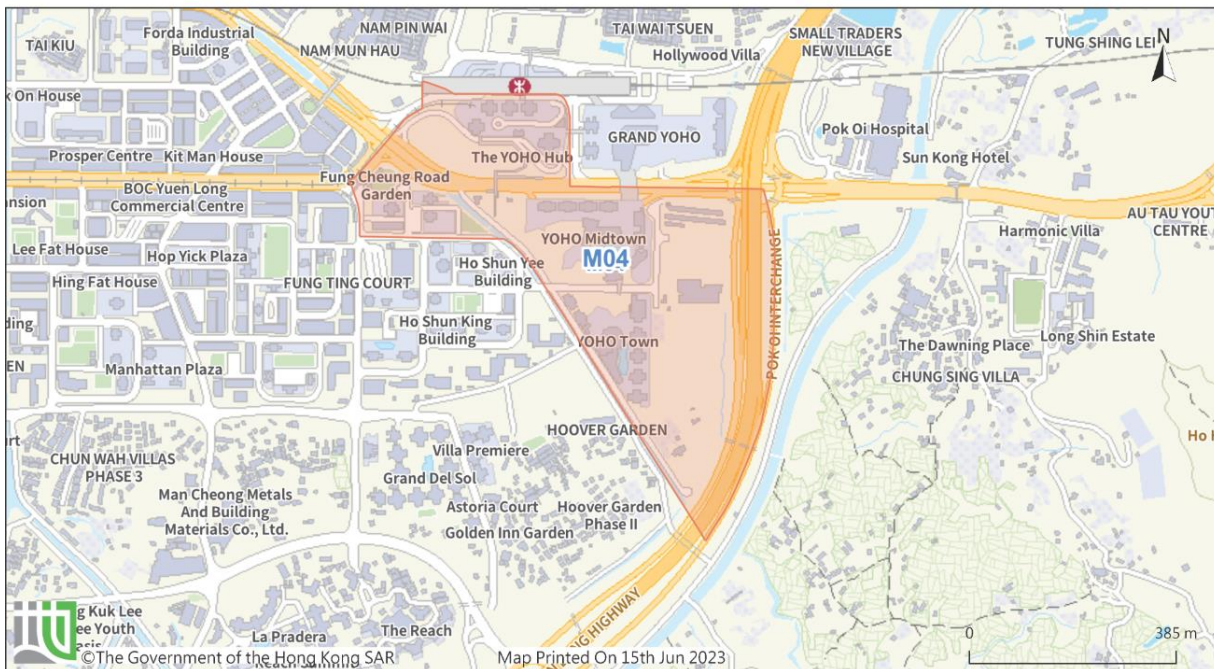 NAM PIN WAI
TAI WAI TSUEN
SMALL TRADERS
NEW VILLAGE
TUNG SHING LEI
N
Forda Industrial
Building
TAI KIU
NAM MUN HAU
Hollywood Villa
k On House
GRAND YOHO
Pok Oi Hospital
Prosper Centre
Kit Man House
The YOHO Hub
Sun Kong Hotel
Fung Cheung Road
Garden
BOC Yuen Long
Commercial Centre
ansion
AU TAU YOUT
CENTRE
Lee Fat House
Hop Yick Plaza
YOHO Midtown
M04
Harmonic Villa
Hing Fat House
FUNG TING COURT
Ho Shun Yee
Building
POK OI INTERCHANGE
ding
Ho Shun King
Building
YOHO Town
Long Shin Estate
The Dawning Place
EN
Manhattan Plaza
CHUNG SING VILLA
HOOVER GARDEN
Ho H
urt
CHUN WAH VILLAS
PHASE 3
Villa Premiere
Grand Del Sol
Man Cheong Metals
And Building
Materials Co., Ltd.
Astoria Court
Hoover Garden
Phase II
Golden Inn Garden
NG HIGHWAY
g Kuk Lee
ee Youth
asis
La Pradera
The Reach
0
385 m
©The Government of the Hong Kong SAR
Map Printed On 15th Jun 2023